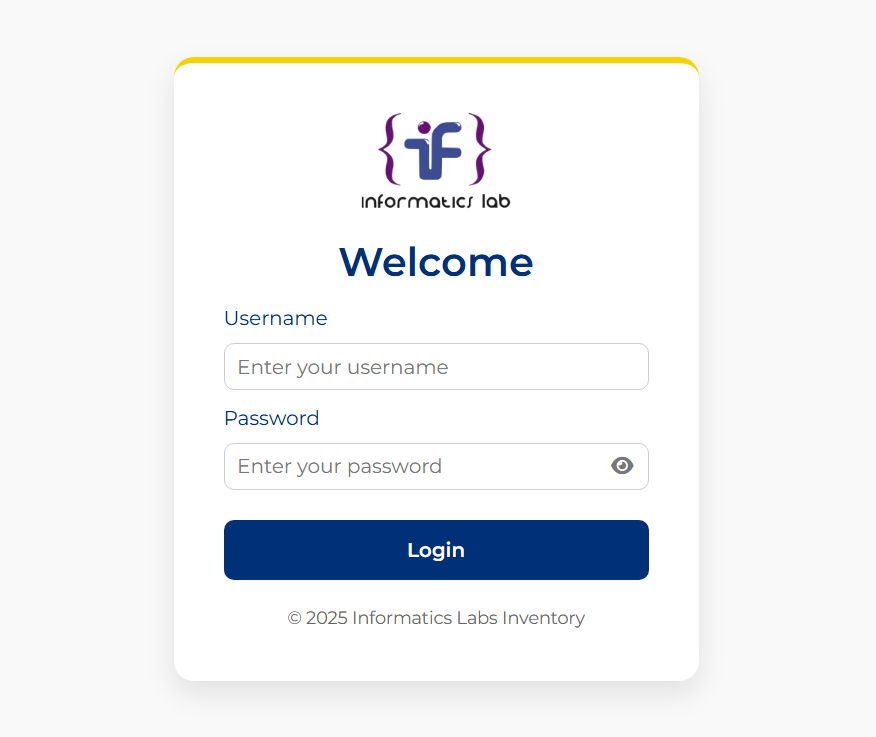 {if}
informatics lab
Welcome
Username
Enter your username
Password
Enter your password
Login
© 2025 Informatics Labs Inventory